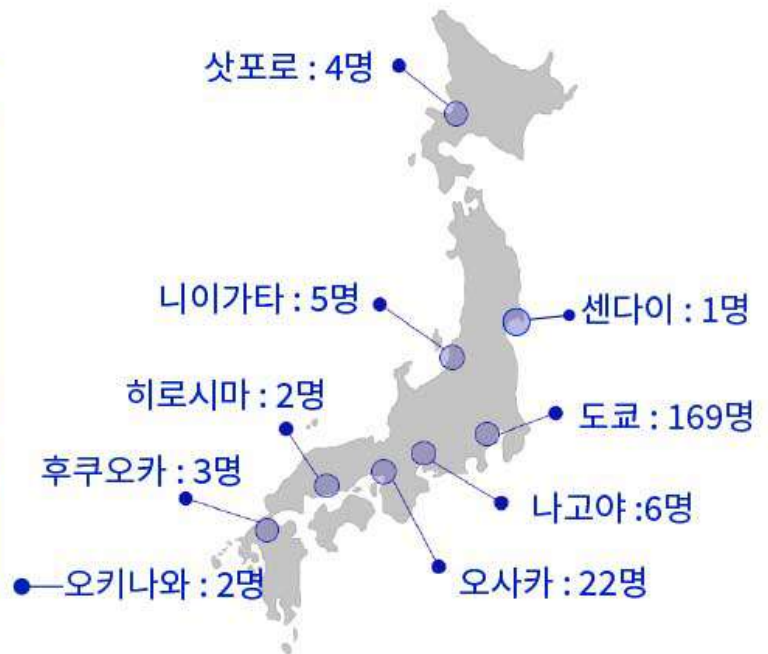 삿포로 : 4명
니이가타 : 5명
센다이 : 1명
히로시마 : 2명
도쿄 : 169명
후쿠오카 : 3명
나고야 :6명
오키나와 : 2명
오사카 : 22명